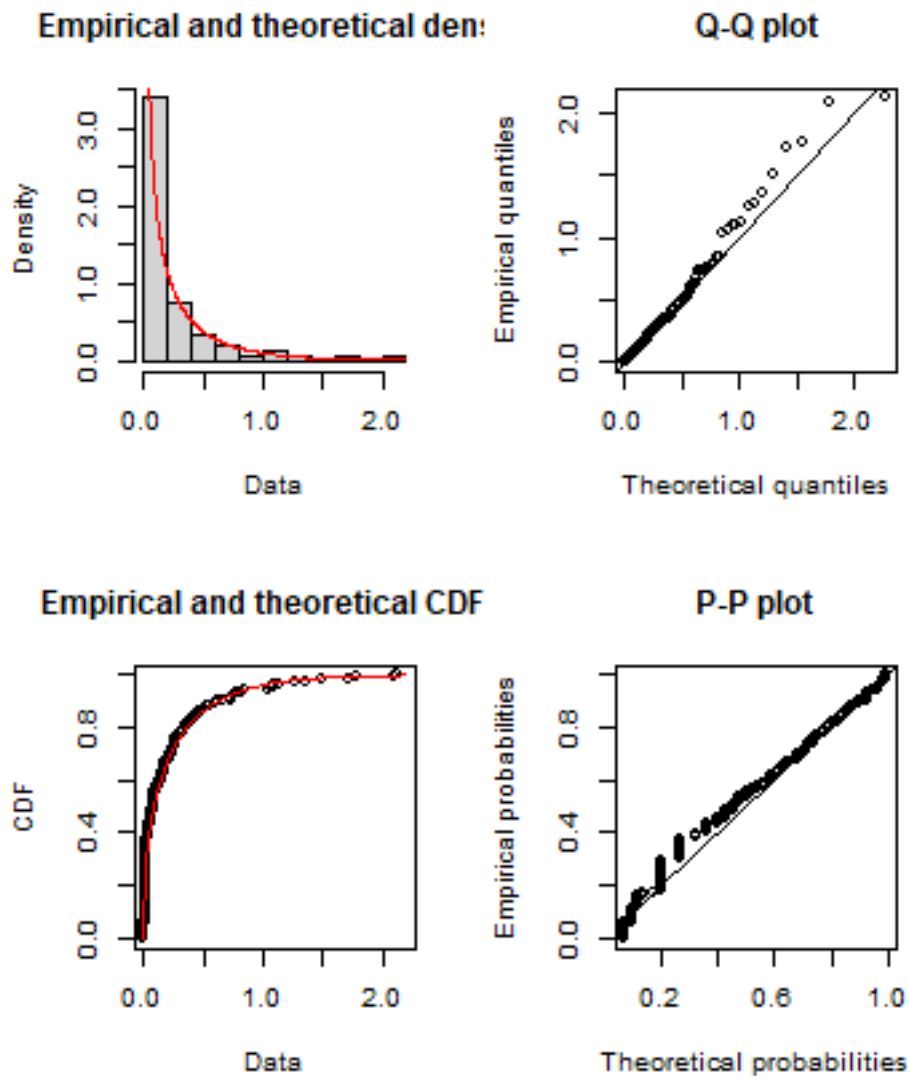 Empirical and theoretical dens
Density
0.0 1.0 2.0 3.0
0.0 1.0 2.0
Data
Q-Q plot
Empirical quantiles
0.0 1.0 2.0
0.0 1.0 2.0
Theoretical quantiles
Empirical and theoretical CDF
CDF
0.0 0.4 0.8
0.0 1.0 2.0
Data
P-P plot
Empirical probabilities
0.0 0.4 0.8
0.2 0.6 1.0
Theoretical probabilities